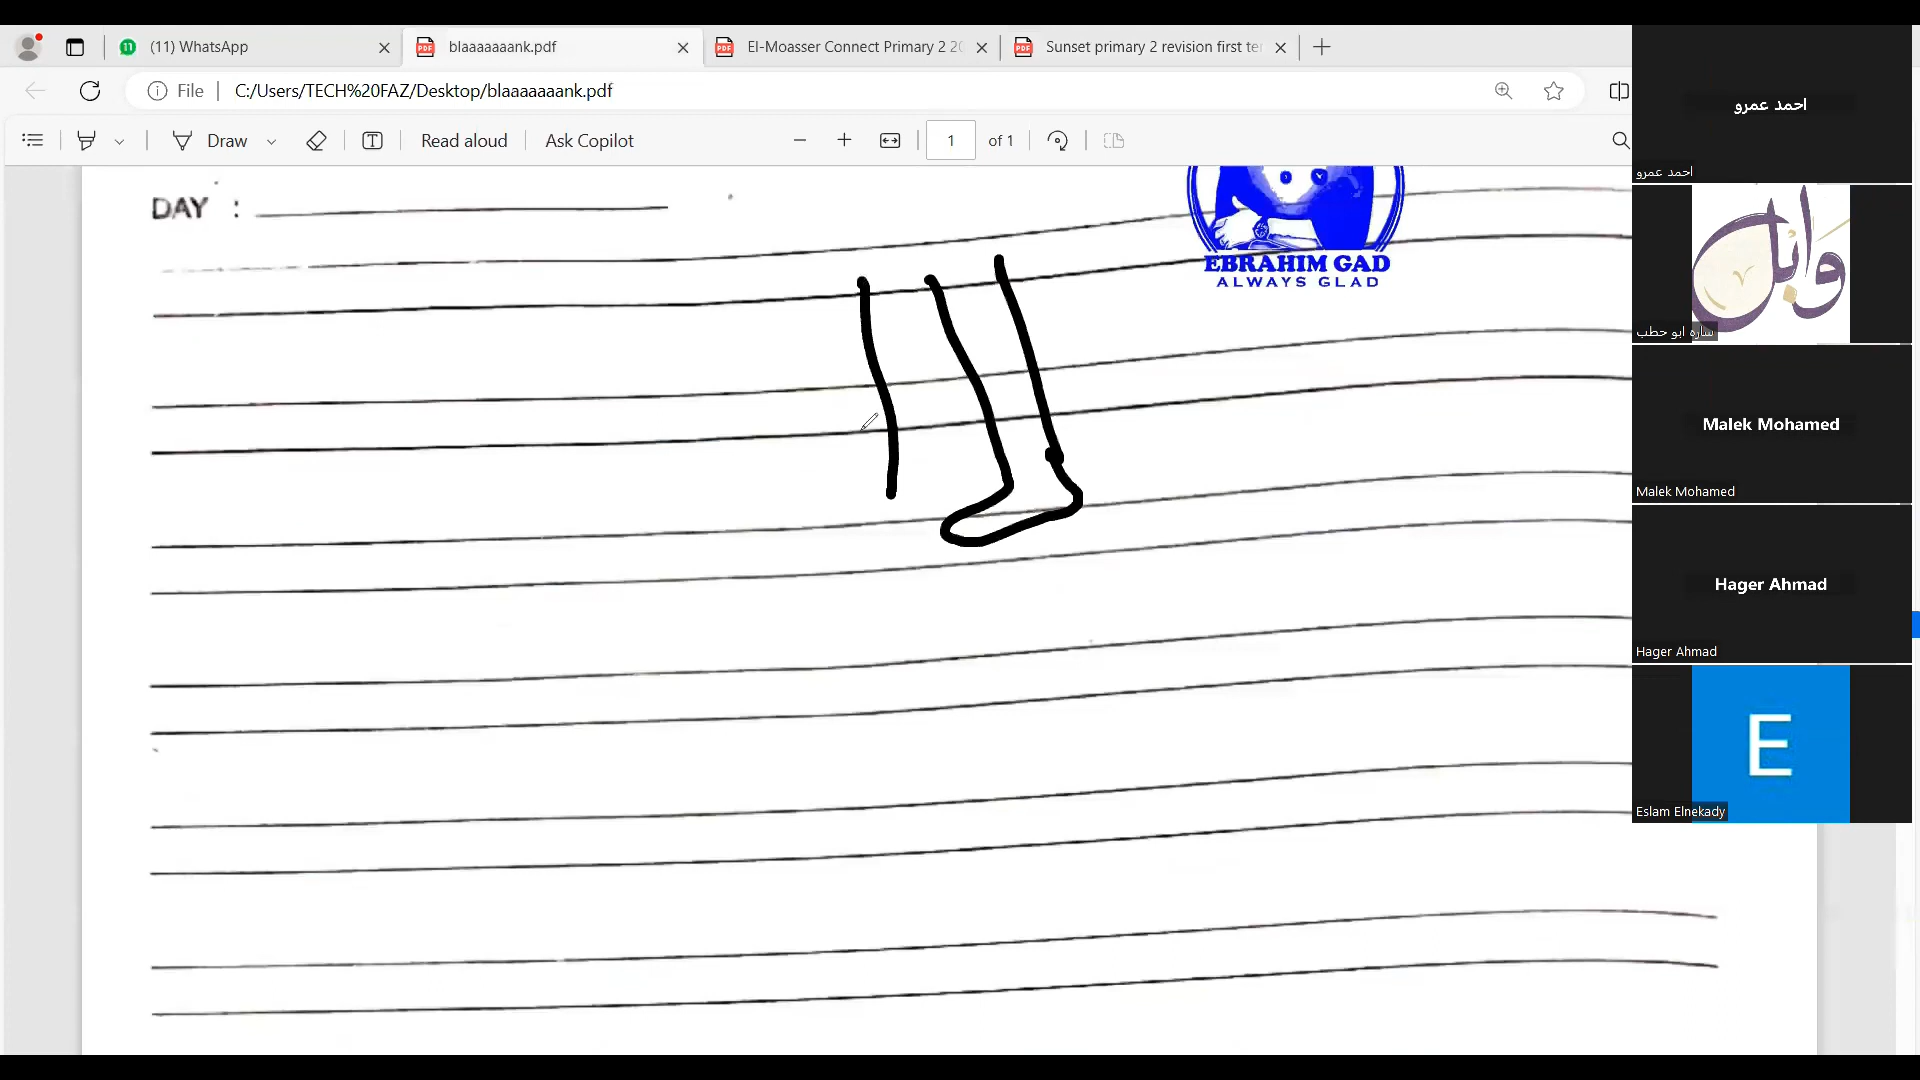 (11) WhatsApp
blaaaaaaank.pdf
El-Moasser Connect Primary 2 20
Sunset primary 2 revision first te
File
C:/Users/TECH%20FAZ/Desktop/blaaaaaaank.pdf
Draw
Read aloud
Ask Copilot
1 of 1
DAY :
EBRAHIM GAD
ALWAYS GLAD
احمد عمرو
احمد عمرو
وابل
ساره ابو حطب
Malek Mohamed
Malek Mohamed
Hager Ahmad
Hager Ahmad
E
Eslam Elnekady